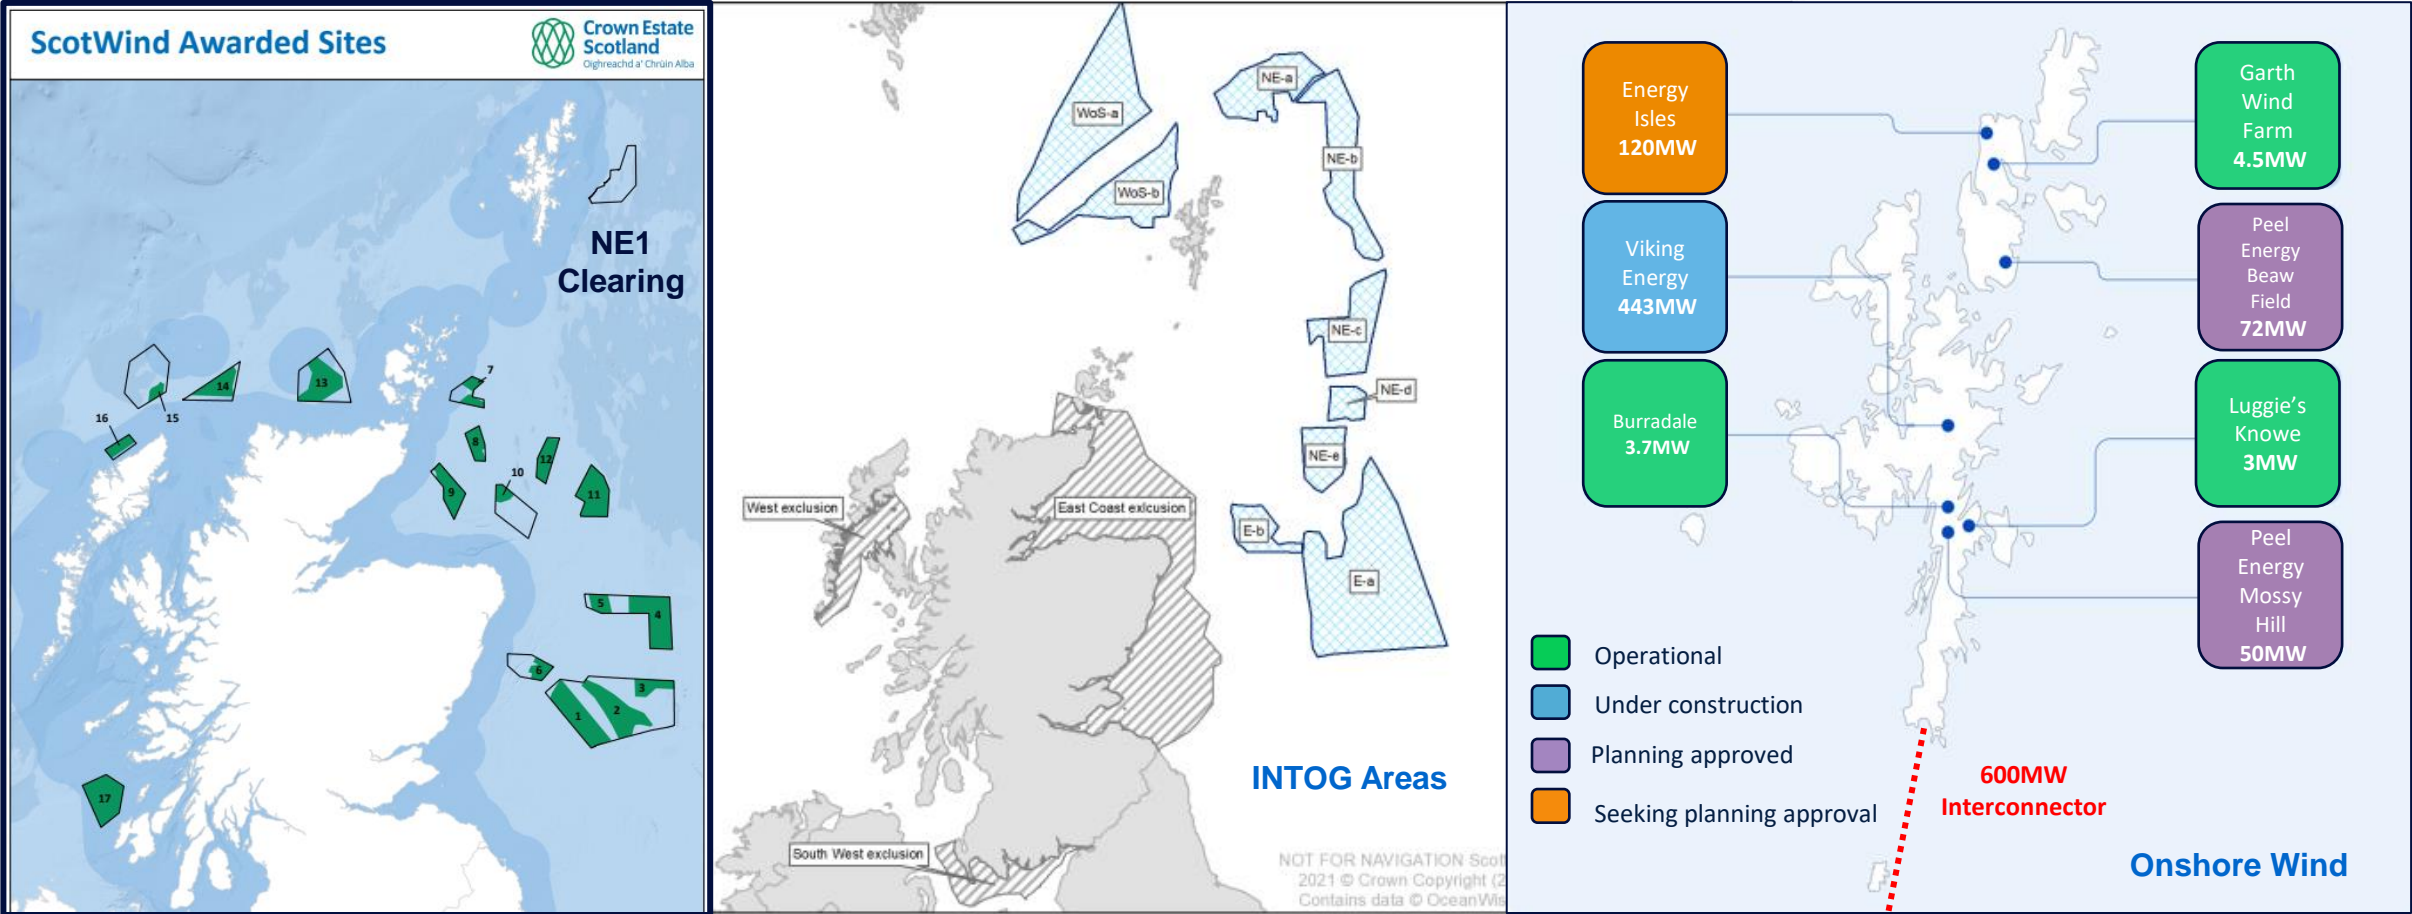 ScotWind Awarded Sites
Crown Estate
Scotland
Oighreachd a' Chrùin Alba
NE1
Clearing
7
14
13
15
16
8
12
10
9
11
5
4
6
3
1
2
17
WoS-a
NE-a
NE-b
WoS-b
NE-c
NE-d
NE-e
West exclusion
East Coast exlcusion
E-b
E-a
INTOG Areas
South West exclusion
NOT FOR NAVIGATION Scot
2021 © Crown Copyright (2
Contains data © OceanWis
Energy
Isles
120MW
Viking
Energy
443MW
Burradale
3.7MW
Garth
Wind
Farm
4.5MW
Peel
Energy
Beaw
Field
72MW
Luggie's
Knowe
3MW
Peel
Energy
Mossy
Hill
50MW
Operational
Under construction
Planning approved
Seeking planning approval
600MW
Interconnector
Onshore Wind